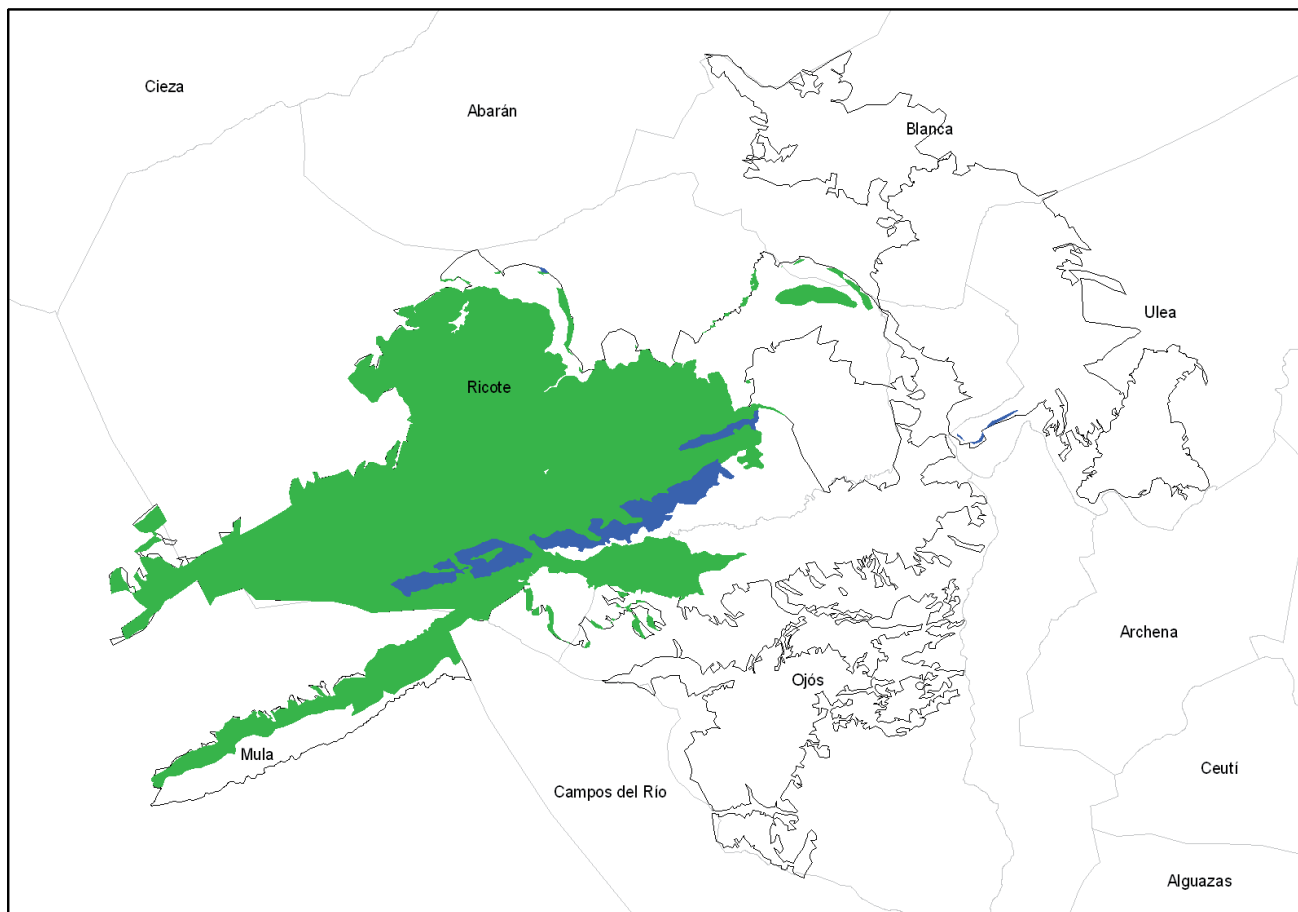 Cieza
Abarán
Blanca
Ulea
Ricote
Archena
Ojós
Mula
Ceutí
Campos del Río
Alguazas